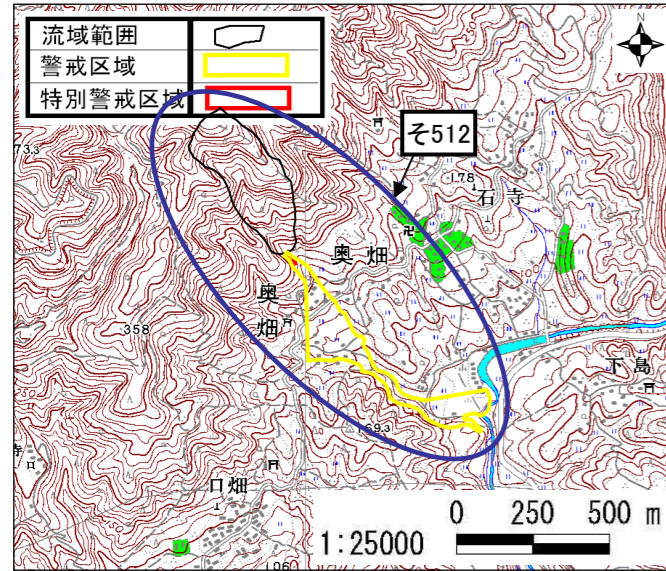 流域範囲
警戒区域
特別警戒区域
N
そ512
73.3
178
石寺
奥畑
奥畑
358
下島
169.3
口畑
106
1:25000
0 250 500 m